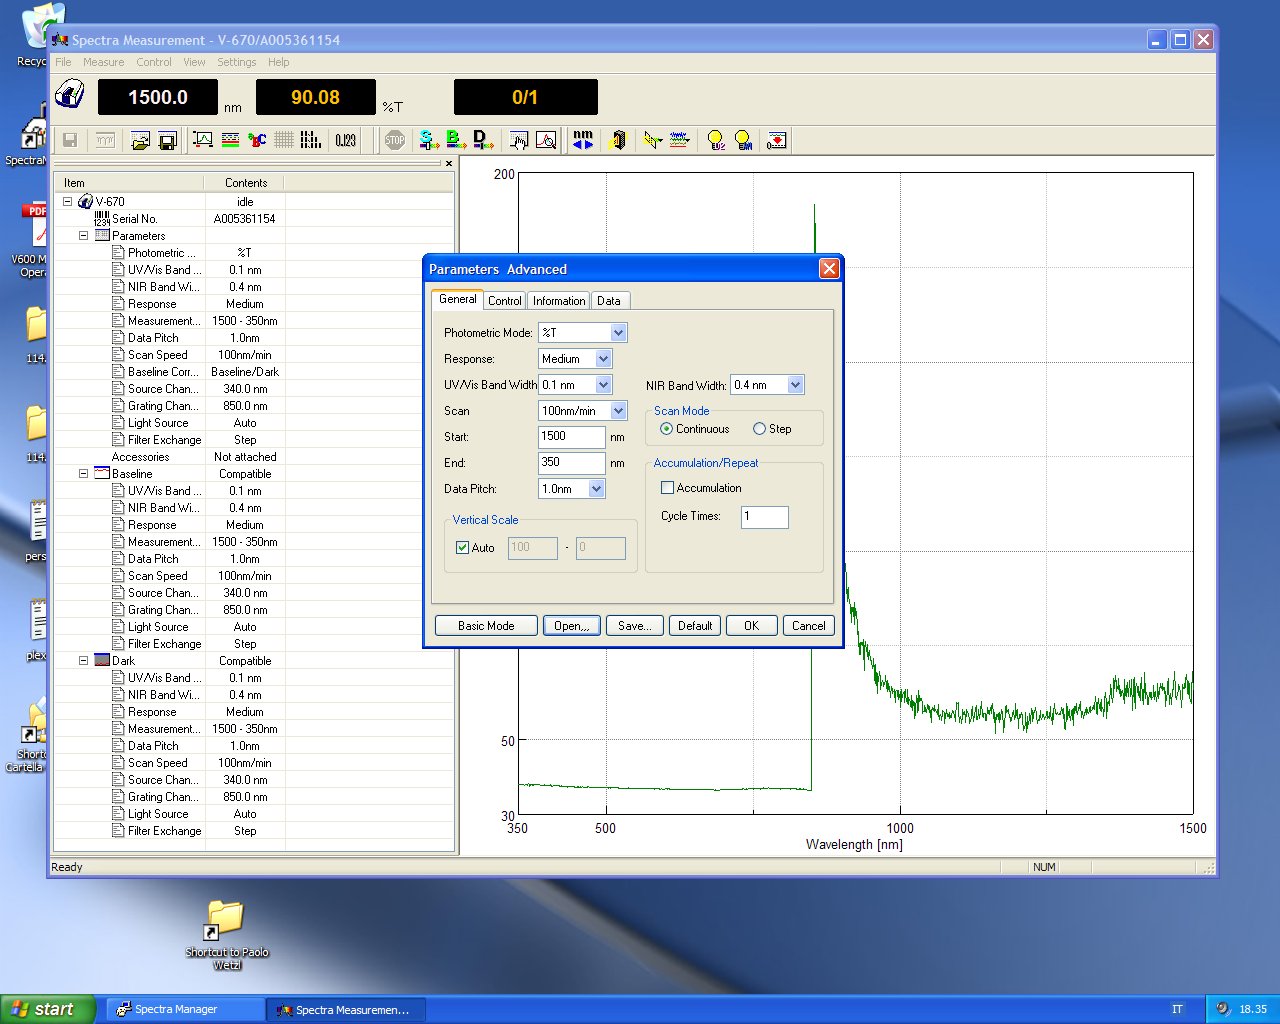 Recyc
Spectra Measurement - V-670/A005361154
File Measure Control View Settings Help
1500.0 nm 90.08 %T 0/1
STOP
nm
0.123
Item Contents
V-670 idle
Serial No. A005361154
Parameters
Photometric ... %T
UV/Vis Band ... 0.1 nm
NIR Band Wi... 0.4 nm
Response Medium
Measurement... 1500 - 350nm
Data Pitch 1.0nm
Scan Speed 100nm/min
Baseline Corr... Baseline/Dark
Source Chan... 340.0 nm
Grating Chan... 850.0 nm
Light Source Auto
Filter Exchange Step
Accessories Not attached
Baseline Compatible
UV/Vis Band ... 0.1 nm
NIR Band Wi... 0.4 nm
Response Medium
Measurement... 1500 - 350nm
Data Pitch 1.0nm
Scan Speed 100nm/min
Source Chan... 340.0 nm
Grating Chan... 850.0 nm
Light Source Auto
Filter Exchange Step
Dark Compatible
UV/Vis Band ... 0.1 nm
NIR Band Wi... 0.4 nm
Response Medium
Measurement... 1500 - 350nm
Data Pitch 1.0nm
Scan Speed 100nm/min
Source Chan... 340.0 nm
Grating Chan... 850.0 nm
Light Source Auto
Filter Exchange Step
Parameters Advanced
General Control Information Data
Photometric Mode: %T
Response: Medium
UV/Vis Band Width 0.1 nm NIR Band Width: 0.4 nm
Scan 100nm/min
Scan Mode
Continuous Step
Start: 1500 nm
End: 350 nm
Data Pitch: 1.0nm
Accumulation/Repeat
Accumulation
Cycle Times: 1
Vertical Scale
Auto 100 - 0
Basic Mode Open,,, Save... Default OK Cancel
200
50
30
350 500 1000 1500
Wavelength [nm]
Ready NUM
PDF
V600 M
Opera
114.
114.
pers
plex
Short
Cartella
Shortcut to Paolo
Wetzl
start Spectra Manager Spectra Measuremen... IT 18.35